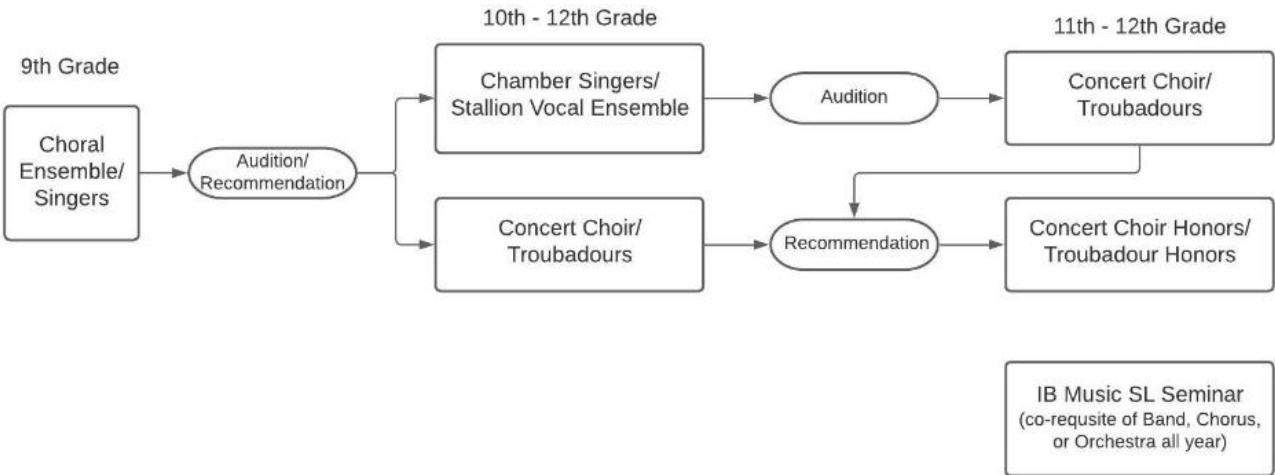 9th Grade
Choral
Ensemble/
Singers
Audition/
Recommendation
10th - 12th Grade
Chamber Singers/
Stallion Vocal Ensemble
Concert Choir/
Troubadours
Audition
Recommendation
11th - 12th Grade
Concert Choir/
Troubadours
Concert Choir Honors/
Troubadour Honors
IB Music SL Seminar
(co-requsite of Band, Chorus,
or Orchestra all year)